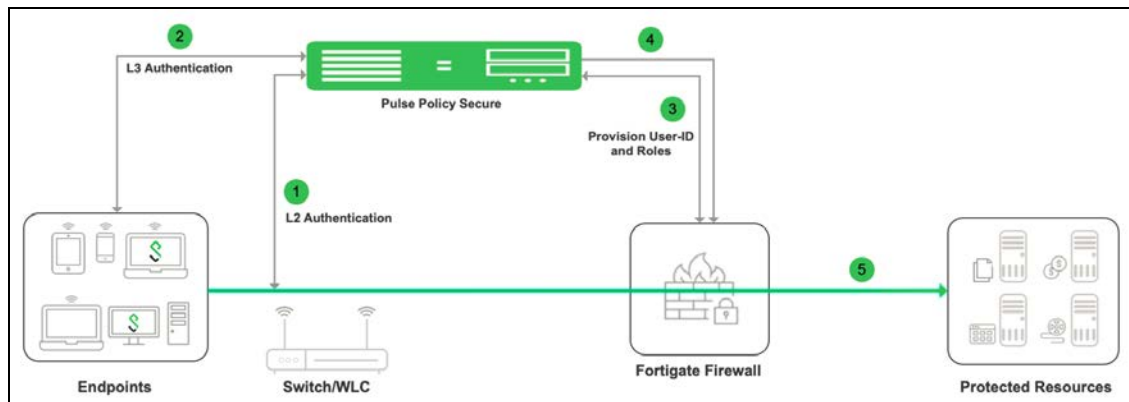 2
L3 Authentication
4
Pulse Policy Secure
3
Provision User-ID
and Roles
1
L2 Authentication
5
Endpoints
Switch/WLC
Fortigate Firewall
Protected Resources